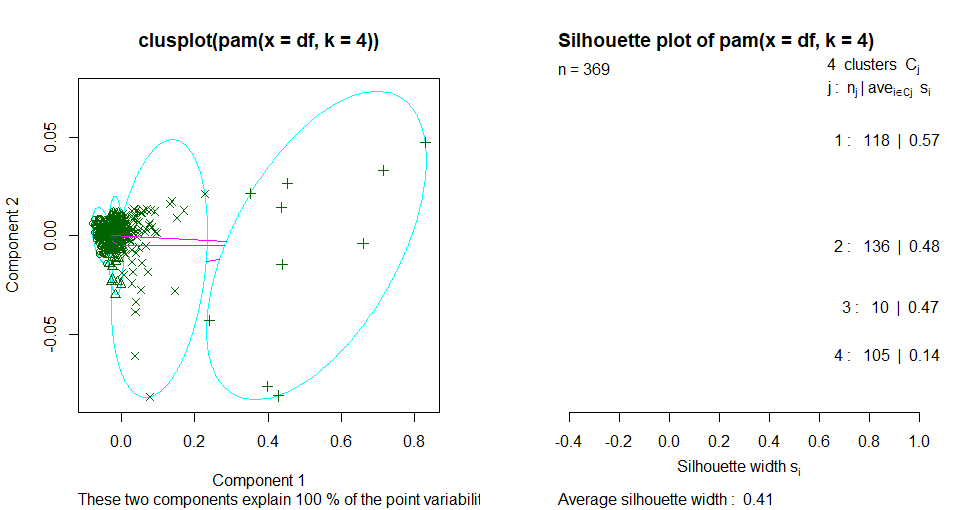 clusplot(pam(x = df, k = 4))
0.05
0.00
-0.05
Component 2
0.0 0.2 0.4 0.6 0.8
Component 1
These two components explain 100 % of the point variabilit
Silhouette plot of pam(x = df, k = 4)
n = 369
4 clusters Cj
j : nj | avei∈Cj si
1 : 118 | 0.57
2 : 136 | 0.48
3 : 10 | 0.47
4 : 105 | 0.14
-0.4 -0.2 0.0 0.2 0.4 0.6 0.8 1.0
Silhouette width si
Average silhouette width : 0.41